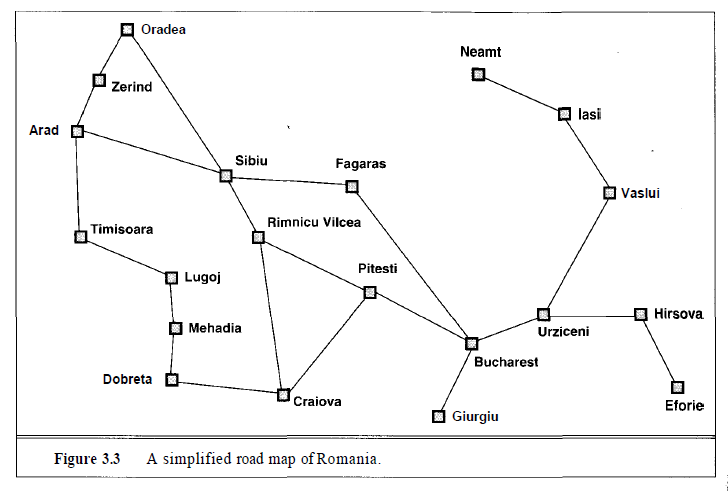 Oradea
Neamt
Zerind
Iasi
Arad
Sibiu
Fagaras
Vaslui
Timisoara
Rimnicu Vilcea
Lugoj
Pitesti
Mehadia
Hirsova
Urziceni
Bucharest
Dobreta
Craiova
Eforie
Giurgiu
Figure 3.3 A simplified road map of Romania.